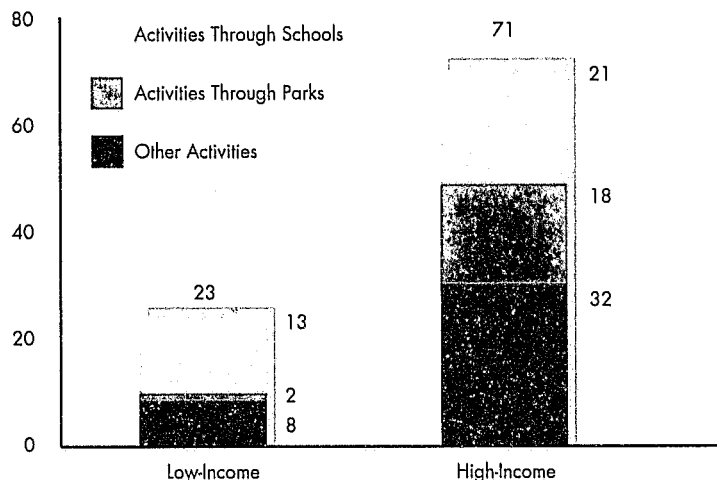 80
60
40
20
0
Activities Through Schools
Activities Through Parks
Other Activities
23
13
2
8
71
21
18
32
Low-Income
High-Income